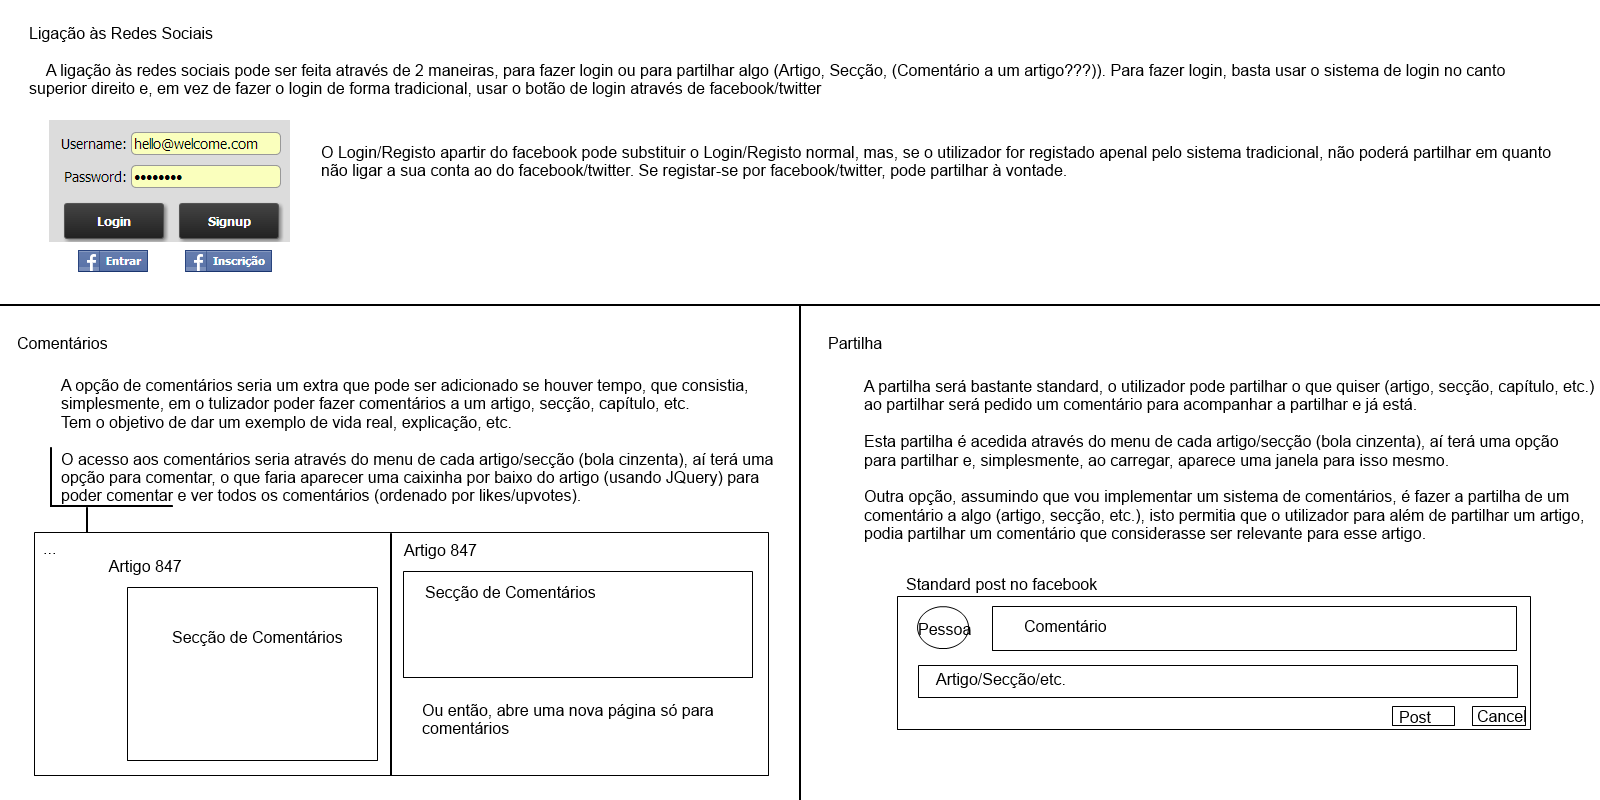 Ligação às Redes Sociais
A ligação às redes sociais pode ser feita através de 2 maneiras, para fazer login ou para partilhar algo (Artigo, Secção, (Comentário a um artigo???)). Para fazer login, basta usar o sistema de login no canto
superior direito e, em vez de fazer o login de forma tradicional, usar o botão de login através de facebook/twitter
Username: hello@welcome.com
Password: ••••••••
Login Signup
f Entrar f Inscrição
O Login/Registo apartir do facebook pode substituir o Login/Registo normal, mas, se o utilizador for registado apenal pelo sistema tradicional, não poderá partilhar em quanto
não ligar a sua conta ao do facebook/twitter. Se registar-se por facebook/twitter, pode partilhar à vontade.
Comentários
A opção de comentários seria um extra que pode ser adicionado se houver tempo, que consistia,
simplesmente, em o tulizador poder fazer comentários a um artigo, secção, capítulo, etc.
Tem o objetivo de dar um exemplo de vida real, explicação, etc.
O acesso aos comentários seria através do menu de cada artigo/secção (bola cinzenta), aí terá uma
opção para comentar, o que faria aparecer uma caixinha por baixo do artigo (usando JQuery) para
poder comentar e ver todos os comentários (ordenado por likes/upvotes).
...
Artigo 847
Secção de Comentários
Artigo 847
Secção de Comentários
Ou então, abre uma nova página só para
comentários
Partilha
A partilha será bastante standard, o utilizador pode partilhar o que quiser (artigo, secção, capítulo, etc.)
ao partilhar será pedido um comentário para acompanhar a partilhar e já está.
Esta partilha é acedida através do menu de cada artigo/secção (bola cinzenta), aí terá uma opção
para partilhar e, simplesmente, ao carregar, aparece uma janela para isso mesmo.
Outra opção, assumindo que vou implementar um sistema de comentários, é fazer a partilha de um
comentário a algo (artigo, secção, etc.), isto permitia que o utilizador para além de partilhar um artigo,
podia partilhar um comentário que considerasse ser relevante para esse artigo.
Standard post no facebook
Pessoa
Comentário
Artigo/Secção/etc.
Post Cancel